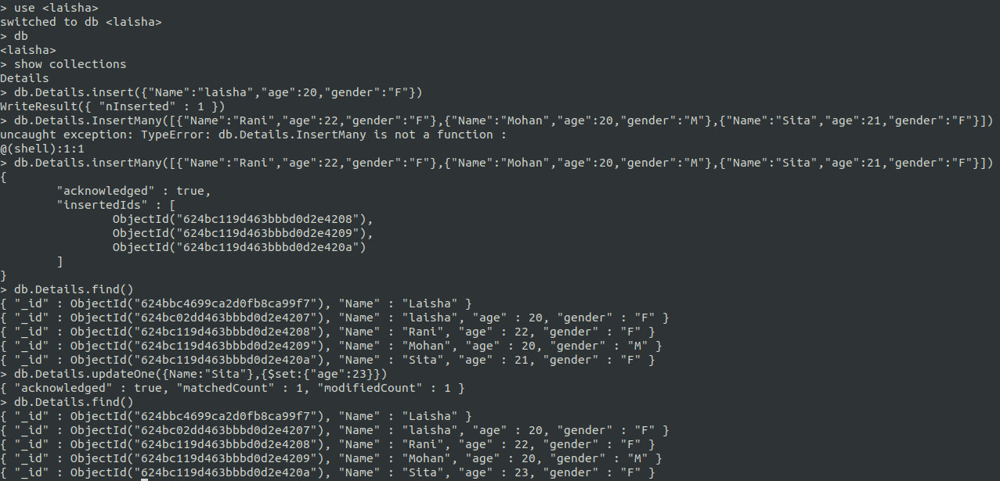 > use <laisha>
switched to db <laisha>
> db
<laisha>
> show collections
Details
> db.Details.insert({"Name":"laisha","age":20,"gender":"F"})
WriteResult({ "nInserted" : 1 })
> db.Details.InsertMany([{"Name":"Rani","age":22,"gender":"F"},{"Name":"Mohan","age":20,"gender":"M"},{"Name":"Sita","age":21,"gender":"F"}])
uncaught exception: TypeError: db.Details.InsertMany is not a function :
@(shell):1:1
> db.Details.insertMany([{"Name":"Rani","age":22,"gender":"F"},{"Name":"Mohan","age":20,"gender":"M"},{"Name":"Sita","age":21,"gender":"F"}])
{
        "acknowledged" : true,
        "insertedIds" : [
                ObjectId("624bc119d463bbbd0d2e4208"),
                ObjectId("624bc119d463bbbd0d2e4209"),
                ObjectId("624bc119d463bbbd0d2e420a")
        ]
}
> db.Details.find()
{ "_id" : ObjectId("624bbc4699ca2d0fb8ca99f7"), "Name" : "Laisha" }
{ "_id" : ObjectId("624bc02dd463bbbd0d2e4207"), "Name" : "laisha", "age" : 20, "gender" : "F" }
{ "_id" : ObjectId("624bc119d463bbbd0d2e4208"), "Name" : "Rani", "age" : 22, "gender" : "F" }
{ "_id" : ObjectId("624bc119d463bbbd0d2e4209"), "Name" : "Mohan", "age" : 20, "gender" : "M" }
{ "_id" : ObjectId("624bc119d463bbbd0d2e420a"), "Name" : "Sita", "age" : 21, "gender" : "F" }
> db.Details.updateOne({Name:"Sita"},{$set:{"age":23}})
{ "acknowledged" : true, "matchedCount" : 1, "modifiedCount" : 1 }
> db.Details.find()
{ "_id" : ObjectId("624bbc4699ca2d0fb8ca99f7"), "Name" : "Laisha" }
{ "_id" : ObjectId("624bc02dd463bbbd0d2e4207"), "Name" : "laisha", "age" : 20, "gender" : "F" }
{ "_id" : ObjectId("624bc119d463bbbd0d2e4208"), "Name" : "Rani", "age" : 22, "gender" : "F" }
{ "_id" : ObjectId("624bc119d463bbbd0d2e4209"), "Name" : "Mohan", "age" : 20, "gender" : "M" }
{ "_id" : ObjectId("624bc119d463bbbd0d2e420a"), "Name" : "Sita", "age" : 23, "gender" : "F" }